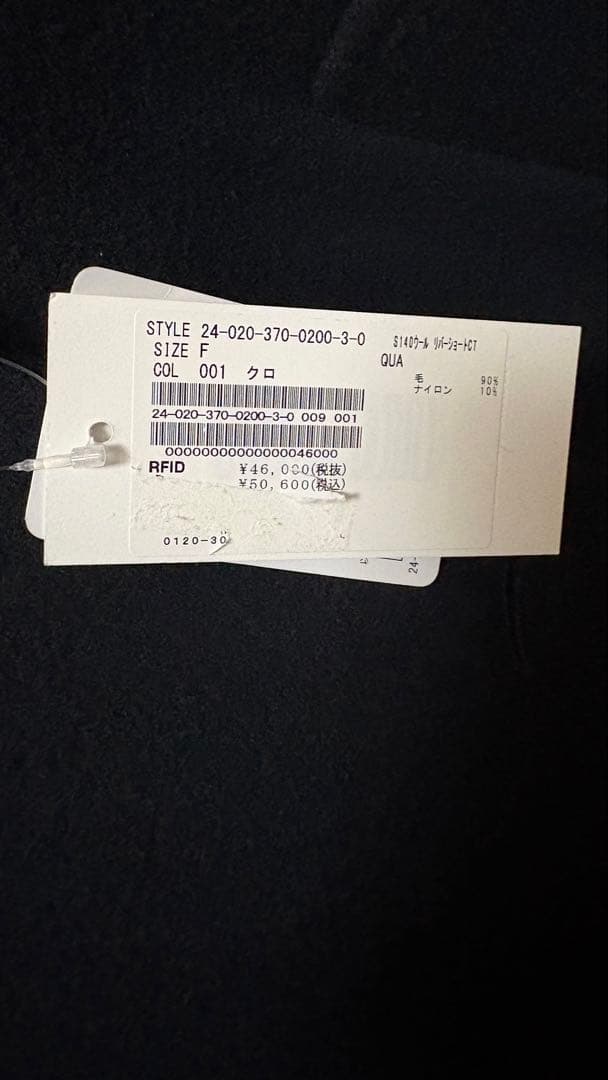 STYLE 24-020-370-0200-3-0
S140ウール リバーショートCT
SIZE F
QUA
COL 001 クロ
毛 90%
ナイロン 10%
24-020-370-0200-3-0 009 001
00000000000000046000
RFID
¥46,000(税抜)
¥50,600(税込)
0120-30
24-